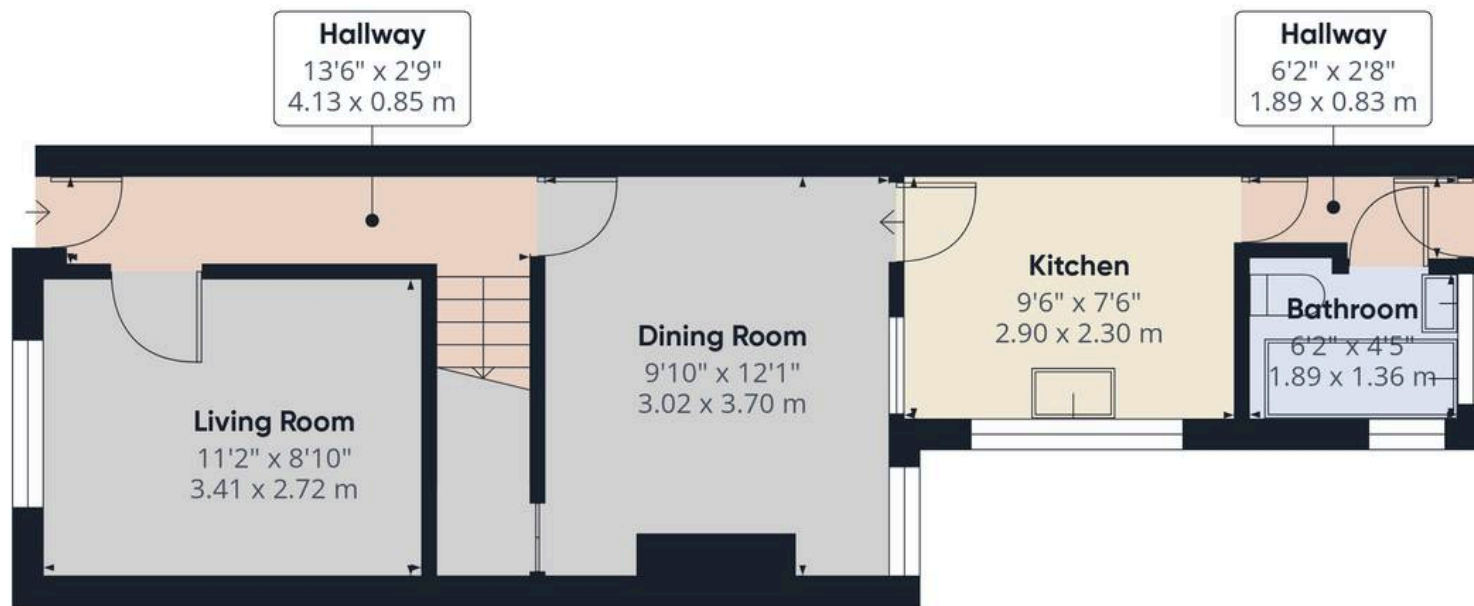 Hallway
13'6" x 2'9"
4.13 x 0.85 m
Hallway
6'2" x 2'8"
1.89 x 0.83 m
Kitchen
9'6" x 7'6"
2.90 x 2.30 m
Bathroom
6'2" x 4'5"
1.89 x 1.36 m
Dining Room
9'10" x 12'1"
3.02 x 3.70 m
Living Room
11'2" x 8'10"
3.41 x 2.72 m